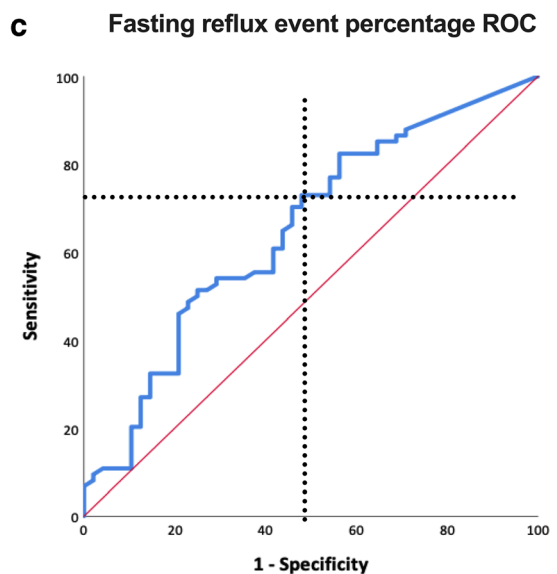 c
Fasting reflux event percentage ROC
100
80
60
40
20
0
Sensitivity
0 20 40 60 80 100
1 - Specificity